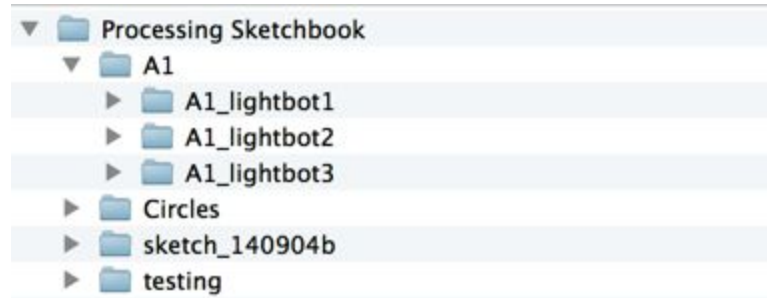 Processing Sketchbook
A1
A1_lightbot1
A1_lightbot2
A1_lightbot3
Circles
sketch_140904b
testing